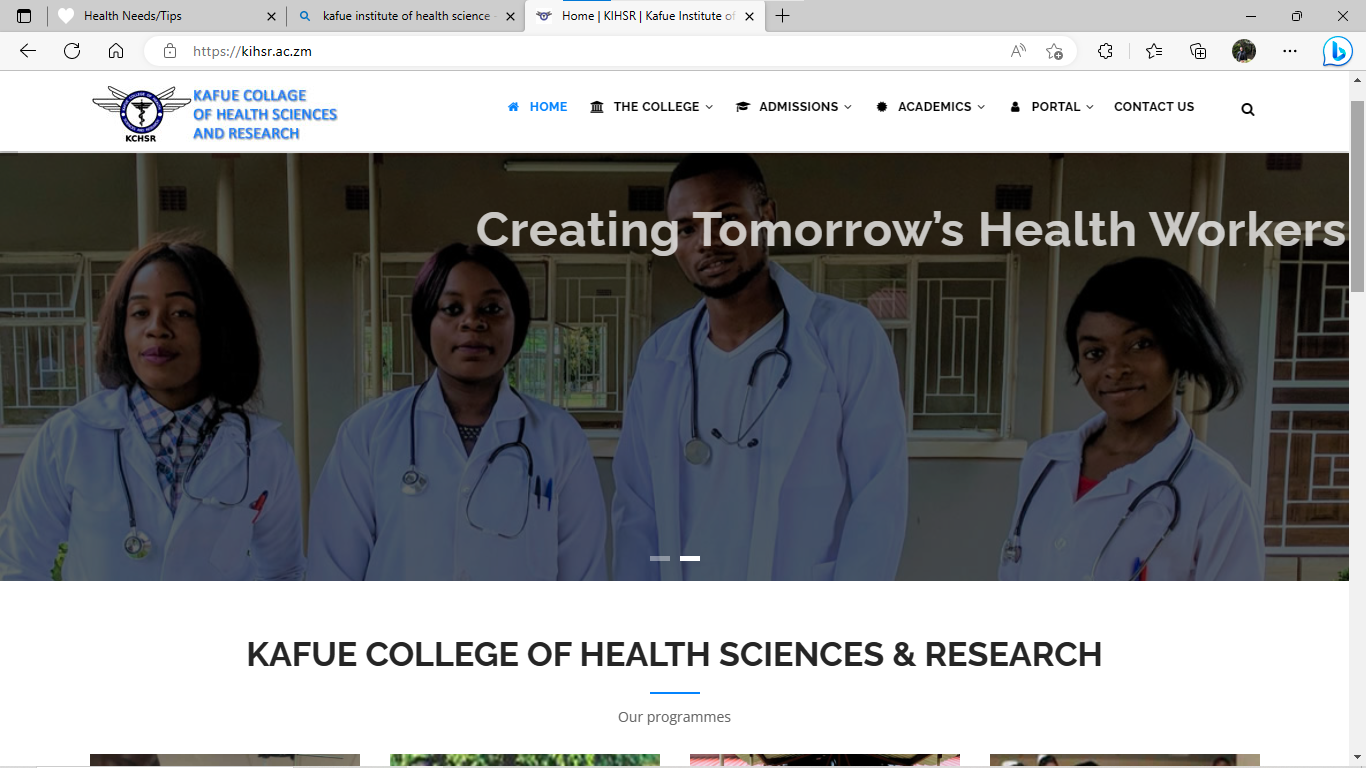 Health Needs/Tips
kafue institute of health science -
Home | KIHSR | Kafue Institute of
https://kihsr.ac.zm
KAFUE COLLAGE
OF HEALTH SCIENCES
AND RESEARCH
KCHSR
HOME
THE COLLEGE
ADMISSIONS
ACADEMICS
PORTAL
CONTACT US
Creating Tomorrow’s Health Workers
KAFUE COLLEGE OF HEALTH SCIENCES & RESEARCH
Our programmes